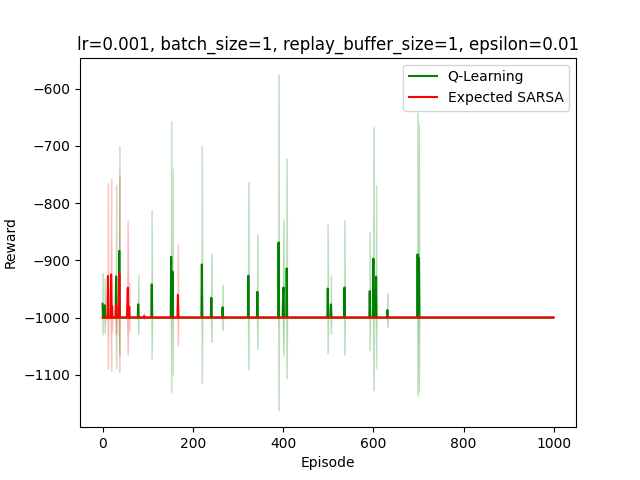 lr=0.001, batch_size=1, replay_buffer_size=1, epsilon=0.01
Q-Learning
Expected SARSA
−600
−700
−800
−900
−1000
−1100
Reward
0 200 400 600 800 1000
Episode